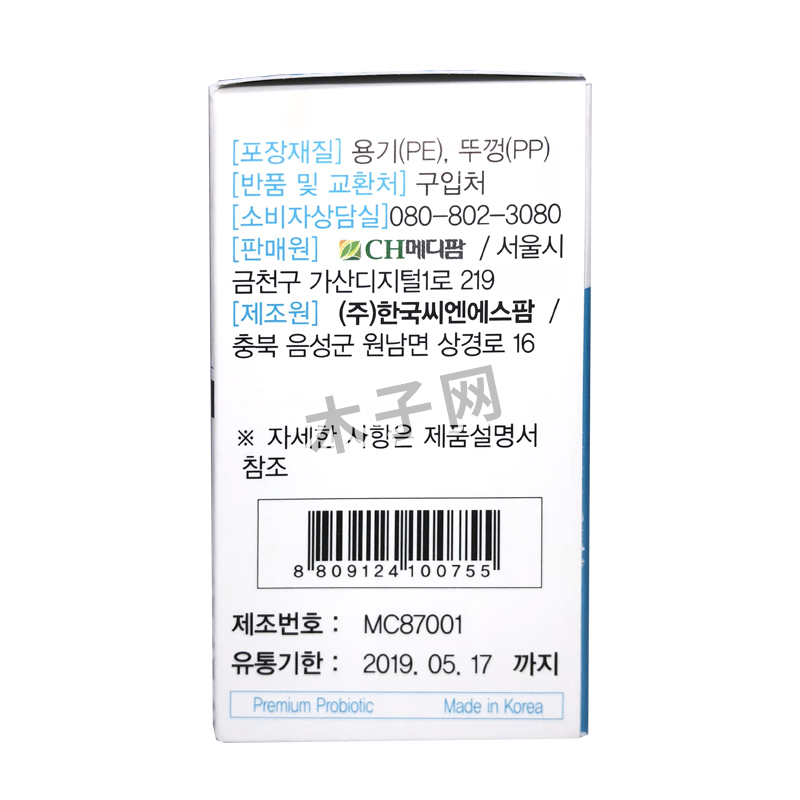 [포장재질] 용기(PE), 뚜껑(PP)
[반품 및 교환처] 구입처
[소비자상담실]080-802-3080
[판매원] CH메디팜 / 서울시
금천구 가산디지털1로 219
[제조원] (주)한국씨엔에스팜 /
충북 음성군 원남면 상경로 16
木子网
※ 자세한 사항은 제품설명서
참조
8 809124 100755
제조번호 : MC87001
유통기한 : 2019. 05. 17 까지
Premium Probiotic Made in Korea